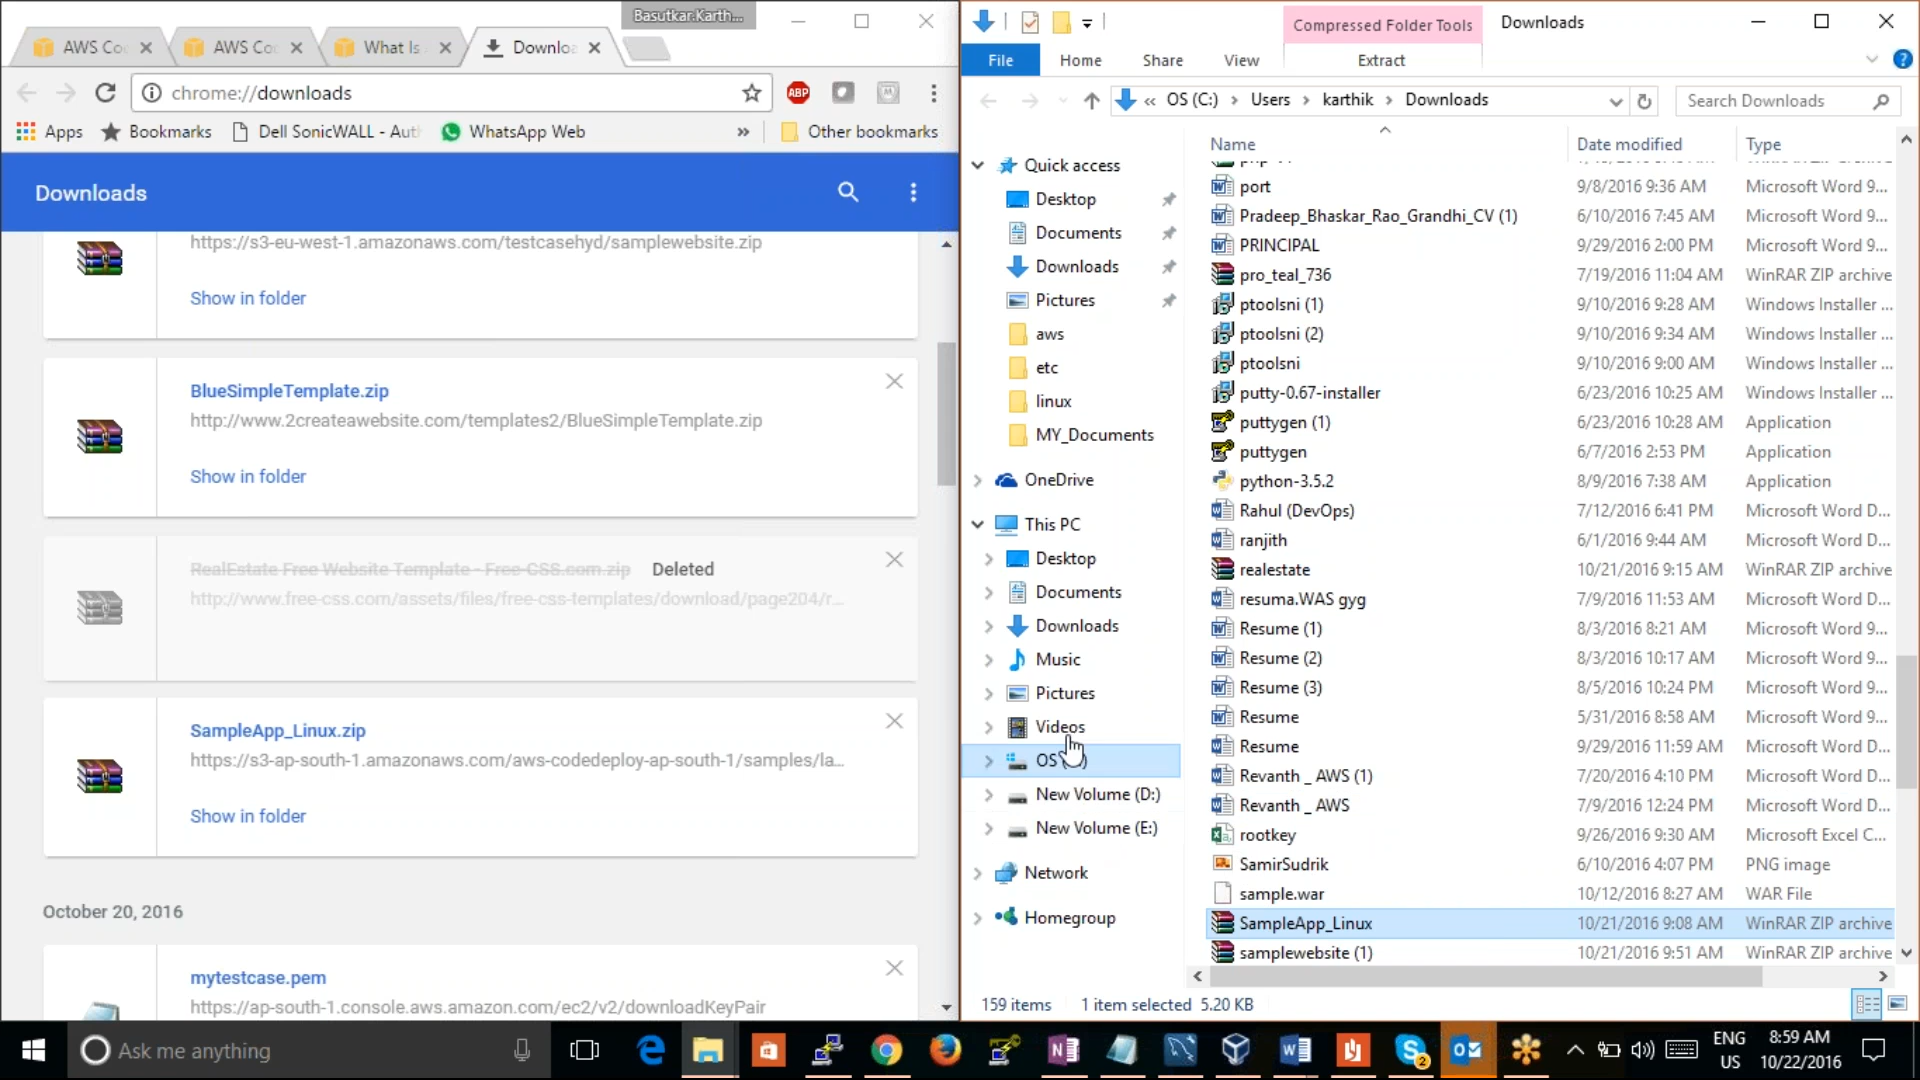 Basutkar.Karth...
AWS Co
AWS Co
What Is
Downloa
chrome://downloads
ABP
Apps
Bookmarks
Dell SonicWALL - Auth
WhatsApp Web
»
Other bookmarks
Downloads
https://s3-eu-west-1.amazonaws.com/testcasehyd/samplewebsite.zip
Show in folder
BlueSimpleTemplate.zip
http://www.2createawebsite.com/templates2/BlueSimpleTemplate.zip
Show in folder
RealEstate Free Website Template - Free-CSS.com.zip Deleted
http://www.free-css.com/assets/files/free-css-templates/download/page204/r...
SampleApp_Linux.zip
https://s3-ap-south-1.amazonaws.com/aws-codedeploy-ap-south-1/samples/la...
Show in folder
October 20, 2016
mytestcase.pem
https://ap-south-1.console.aws.amazon.com/ec2/v2/downloadKeyPair
Compressed Folder Tools
Downloads
File
Home
Share
View
Extract
« OS (C:) › Users › karthik › Downloads
Search Downloads
Quick access
Desktop
Documents
Downloads
Pictures
aws
etc
linux
MY_Documents
OneDrive
This PC
Desktop
Documents
Downloads
Music
Pictures
Videos
OS
New Volume (D:)
New Volume (E:)
Network
Homegroup
Name Date modified Type
port 9/8/2016 9:36 AM Microsoft Word 9...
Pradeep_Bhaskar_Rao_Grandhi_CV (1) 6/10/2016 7:45 AM Microsoft Word 9...
PRINCIPAL 9/29/2016 2:00 PM Microsoft Word 9...
pro_teal_736 7/19/2016 11:04 AM WinRAR ZIP archive
ptoolsni (1) 9/10/2016 9:28 AM Windows Installer ...
ptoolsni (2) 9/10/2016 9:34 AM Windows Installer ...
ptoolsni 9/10/2016 9:00 AM Windows Installer ...
putty-0.67-installer 6/23/2016 10:25 AM Windows Installer ...
puttygen (1) 6/23/2016 10:28 AM Application
puttygen 6/7/2016 2:53 PM Application
python-3.5.2 8/9/2016 7:38 AM Application
Rahul (DevOps) 7/12/2016 6:41 PM Microsoft Word D...
ranjith 6/1/2016 9:44 AM Microsoft Word D...
realestate 10/21/2016 9:15 AM WinRAR ZIP archive
resuma.WAS gyg 7/9/2016 11:53 AM Microsoft Word D...
Resume (1) 8/3/2016 8:21 AM Microsoft Word 9...
Resume (2) 8/3/2016 10:17 AM Microsoft Word 9...
Resume (3) 8/5/2016 10:24 PM Microsoft Word 9...
Resume 5/31/2016 8:58 AM Microsoft Word 9...
Resume 9/29/2016 11:59 AM Microsoft Word D...
Revanth _ AWS (1) 7/20/2016 4:10 PM Microsoft Word D...
Revanth _ AWS 7/9/2016 12:24 PM Microsoft Word D...
rootkey 9/26/2016 9:30 AM Microsoft Excel C...
SamirSudrik 6/10/2016 4:07 PM PNG image
sample.war 10/12/2016 8:27 AM WAR File
SampleApp_Linux 10/21/2016 9:08 AM WinRAR ZIP archive
samplewebsite (1) 10/21/2016 9:51 AM WinRAR ZIP archive
159 items 1 item selected 5.20 KB
Ask me anything
2
ENG
US
8:59 AM
10/22/2016